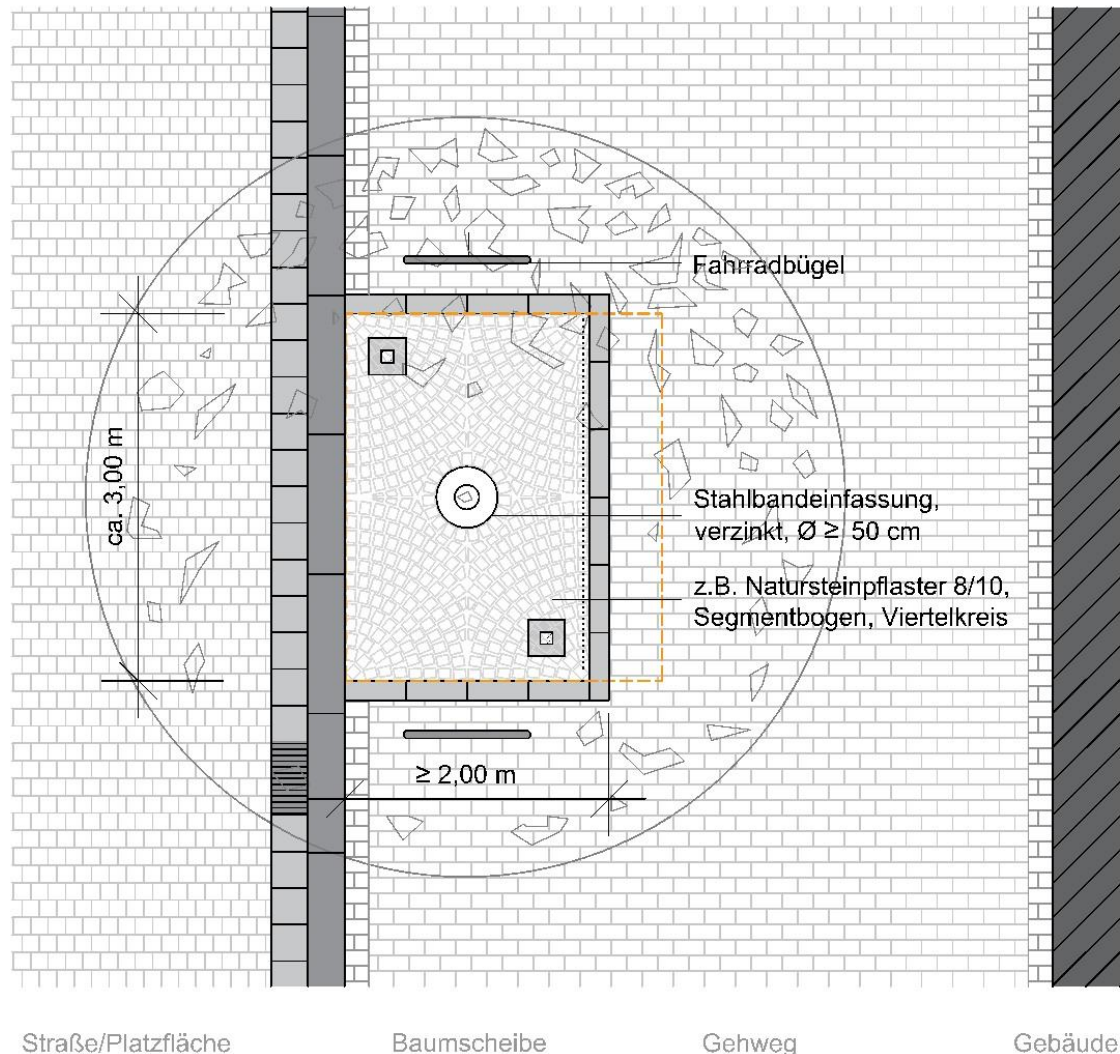 Fahrradbügel
ca. 3,00 m
Stahlbandeinfassung,
verzinkt, Ø ≥ 50 cm
z.B. Natursteinpflaster 8/10,
Segmentbogen, Viertelkreis
≥ 2,00 m
Straße/Platzfläche
Baumscheibe
Gehweg
Gebäude